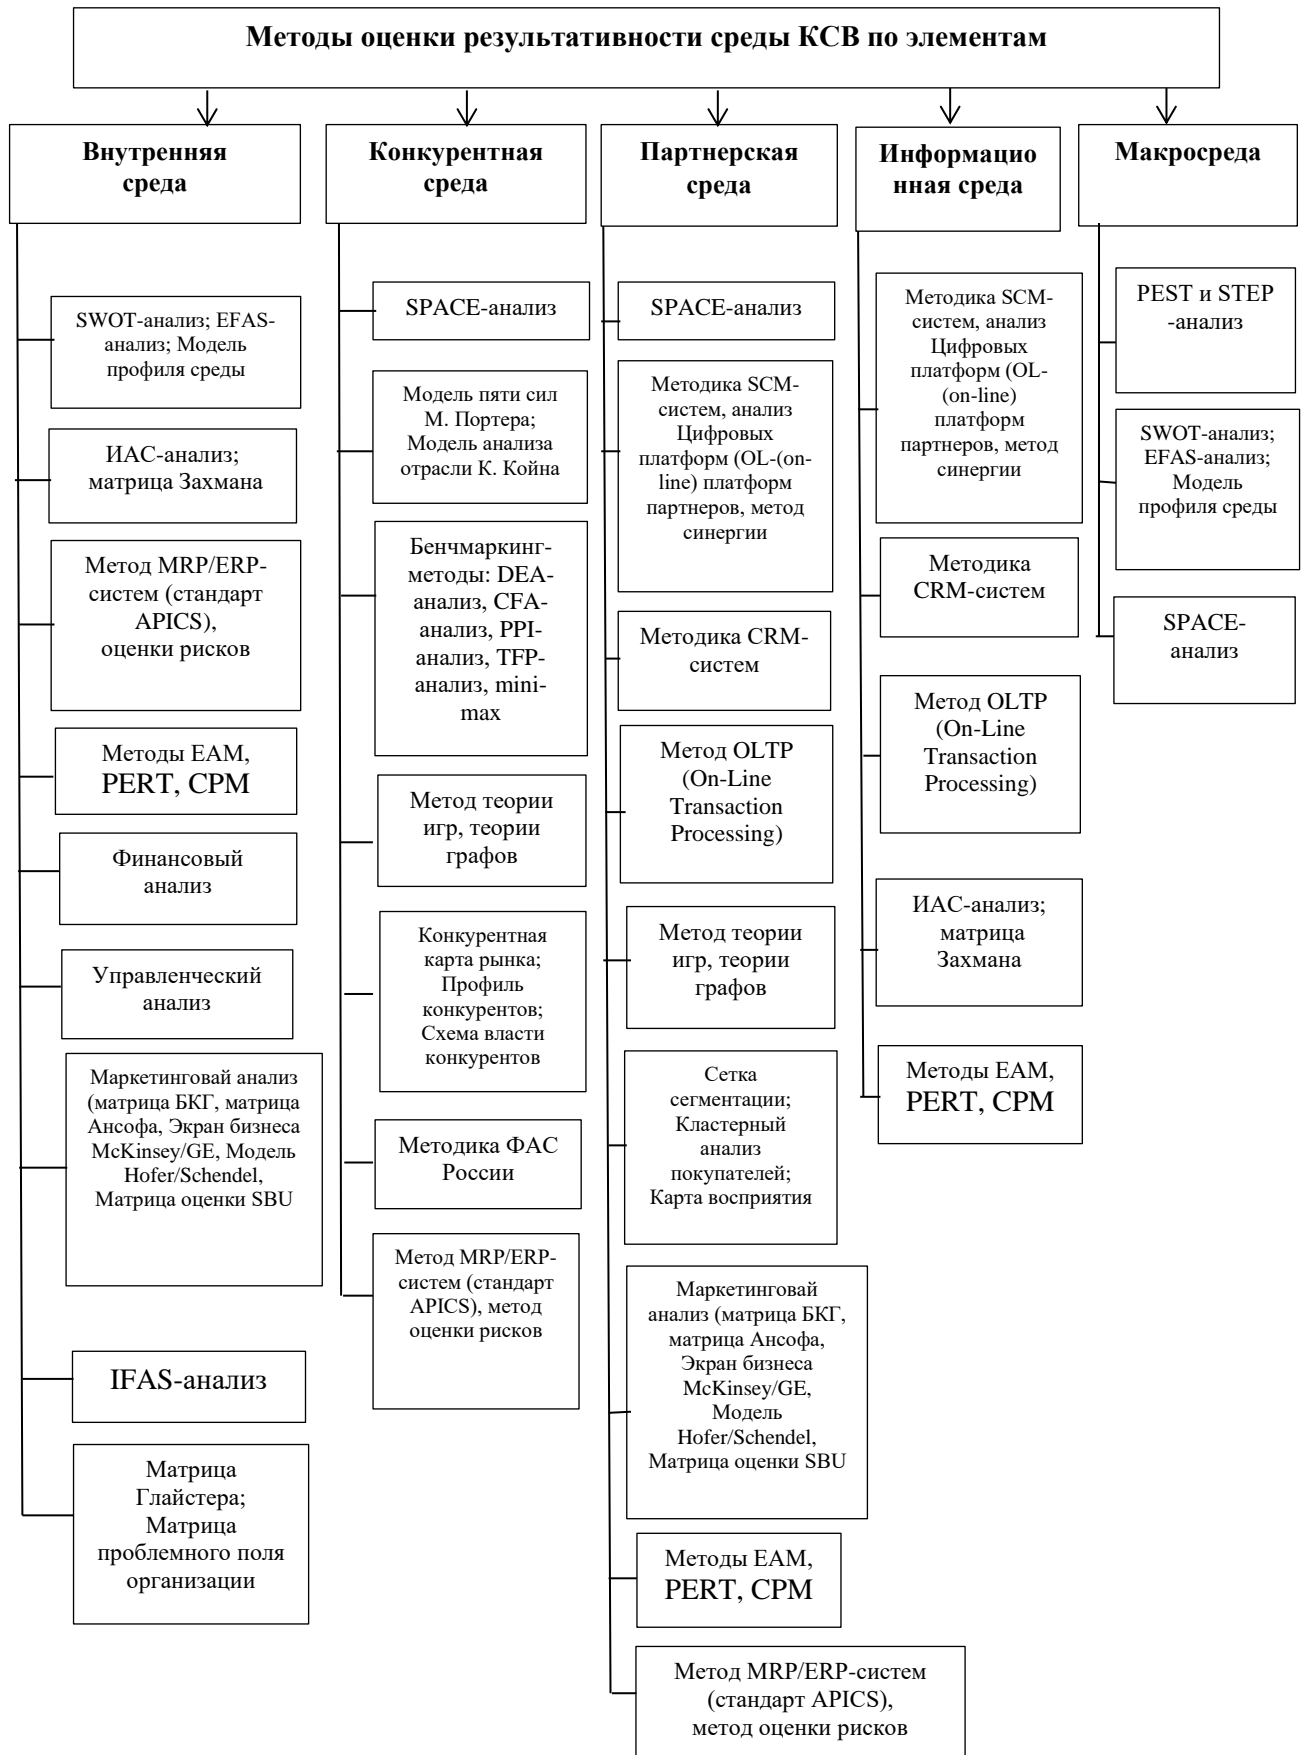 Методы оценки результативности среды КСВ по элементам
Внутренняя
среда
Конкурентная
среда
Партнерская
среда
Информацио
нная среда
Макросреда
SWOT-анализ; EFAS-
анализ; Модель
профиля среды
ИАС-анализ;
матрица Захмана
Метод MRP/ERP-
систем (стандарт
APICS),
оценки рисков
Методы EAM,
PERT, CPM
Финансовый
анализ
Управленческий
анализ
Маркетинговай анализ
(матрица БКГ, матрица
Ансофа, Экран бизнеса
McKinsey/GE, Модель
Hofer/Schendel,
Матрица оценки SBU
IFAS-анализ
Матрица
Глайстера;
Матрица
проблемного поля
организации
SPACE-анализ
Модель пяти сил
М. Портера;
Модель анализа
отрасли К. Койна
Бенчмаркинг-
методы: DEA-
анализ, CFA-
анализ, PPI-
анализ, TFP-
анализ, mini-
max
Метод теории
игр, теории
графов
Конкурентная
карта рынка;
Профиль
конкурентов;
Схема власти
конкурентов
Методика ФАС
России
Метод MRP/ERP-
систем (стандарт
APICS), метод
оценки рисков
SPACE-анализ
Методика SCM-
систем, анализ
Цифровых
платформ (OL-(on-
line) платформ
партнеров, метод
синергии
Методика CRM-
систем
Метод OLTP
(On-Line
Transaction
Processing)
Метод теории
игр, теории
графов
Сетка
сегментации;
Кластерный
анализ
покупателей;
Карта восприятия
Маркетинговай
анализ (матрица БКГ,
матрица Ансофа,
Экран бизнеса
McKinsey/GE,
Модель
Hofer/Schendel,
Матрица оценки SBU
Методы EAM,
PERT, CPM
Метод MRP/ERP-систем
(стандарт APICS),
метод оценки рисков
Методика SCM-
систем, анализ
Цифровых
платформ (OL-
(on-line)
платформ
партнеров, метод
синергии
Методика
CRM-систем
Метод OLTP
(On-Line
Transaction
Processing)
ИАС-анализ;
матрица
Захмана
Методы EAM,
PERT, CPM
PEST и STEP
-анализ
SWOT-анализ;
EFAS-анализ;
Модель
профиля среды
SPACE-
анализ